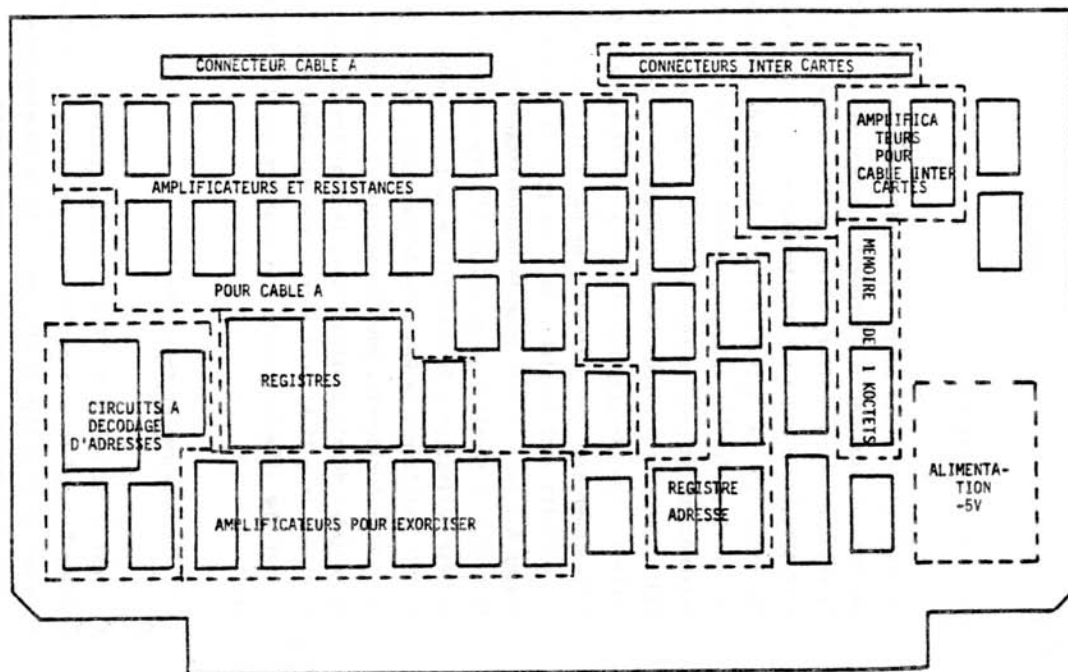 CONNECTEUR CABLE A
CONNECTEURS INTER CARTES
AMPLIFICA
TEURS
POUR
CABLE INTER
CARTES
AMPLIFICATEURS ET RESISTANCES
POUR CABLE A
MEMOIRE DE 1 KOCTETS
REGISTRES
CIRCUITS A
DECODAGE
D'ADRESSES
ALIMENTA-
TION
-5V
REGISTRE
ADRESSE
AMPLIFICATEURS POUR EXORCISER